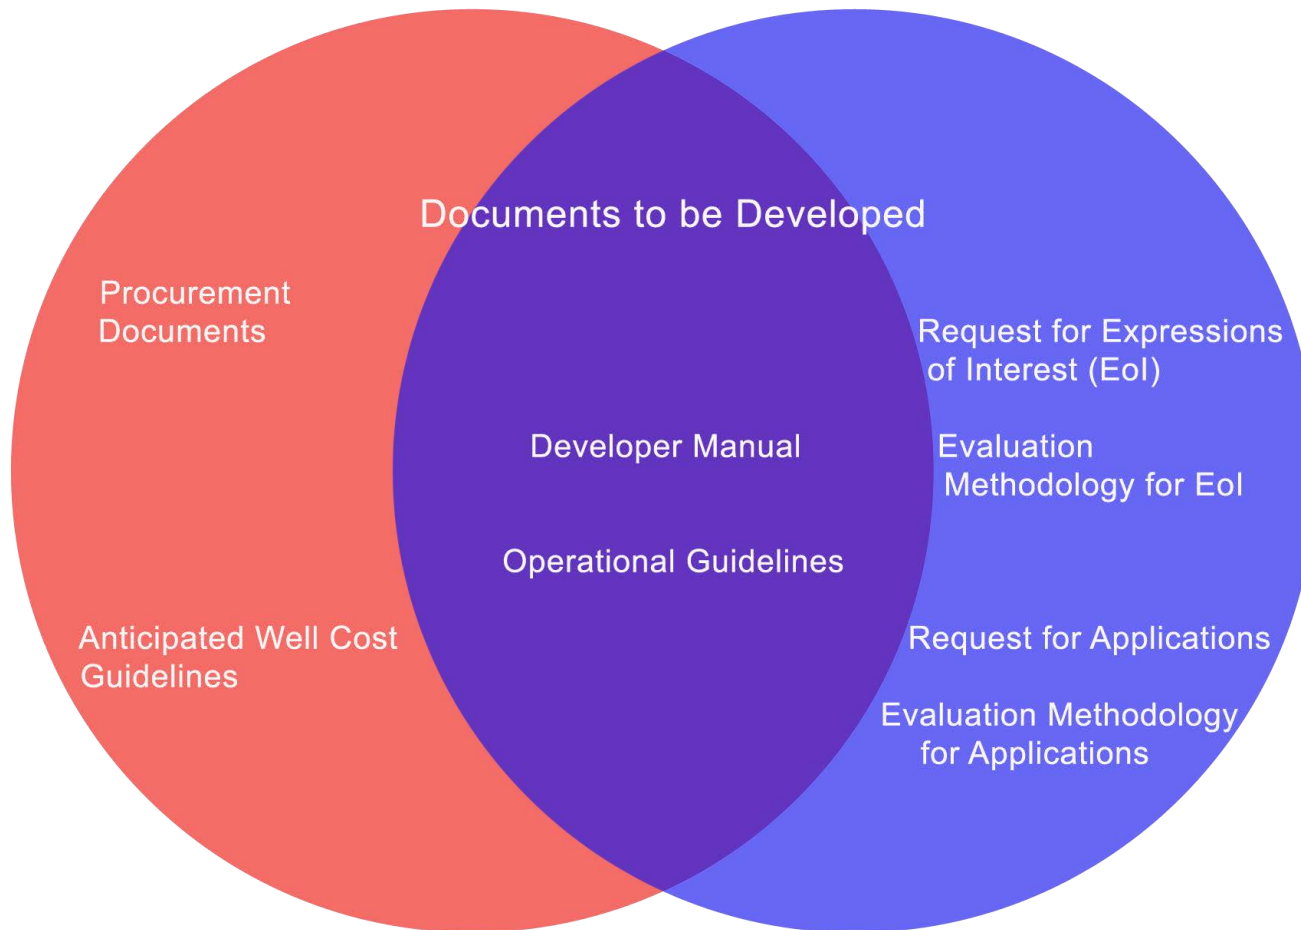 Documents to be Developed
Procurement
Documents
Anticipated Well Cost
Guidelines
Developer Manual
Operational Guidelines
Request for Expressions
of Interest (EoI)
Evaluation
Methodology for EoI
Request for Applications
Evaluation Methodology
for Applications